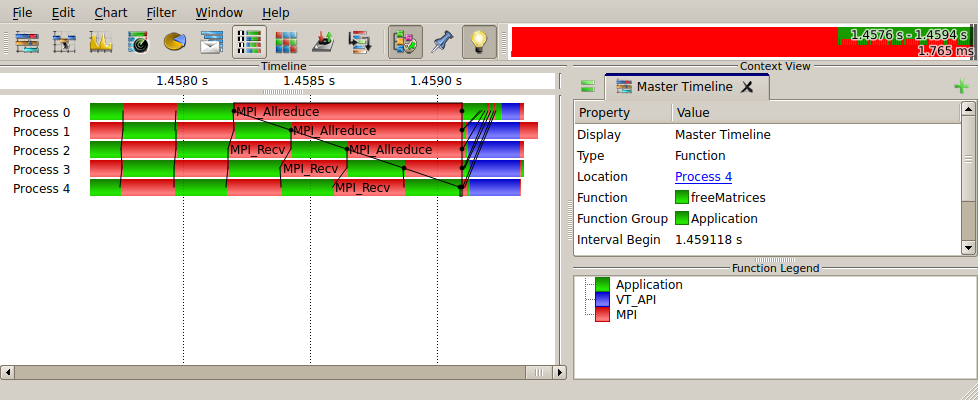 File Edit Chart Filter Window Help
1.4576 s - 1.4594 s
1.765 ms
Timeline
1.4580 s 1.4585 s 1.4590 s
Process 0 MPI_Allreduce
Process 1 MPI_Allreduce
Process 2 MPI_Recv MPI_Allreduce
Process 3 MPI_Recv
Process 4 MPI_Recv
Context View
Master Timeline
Property Value
Display Master Timeline
Type Function
Location Process 4
Function freeMatrices
Function Group Application
Interval Begin 1.459118 s
Function Legend
Application
VT_API
MPI